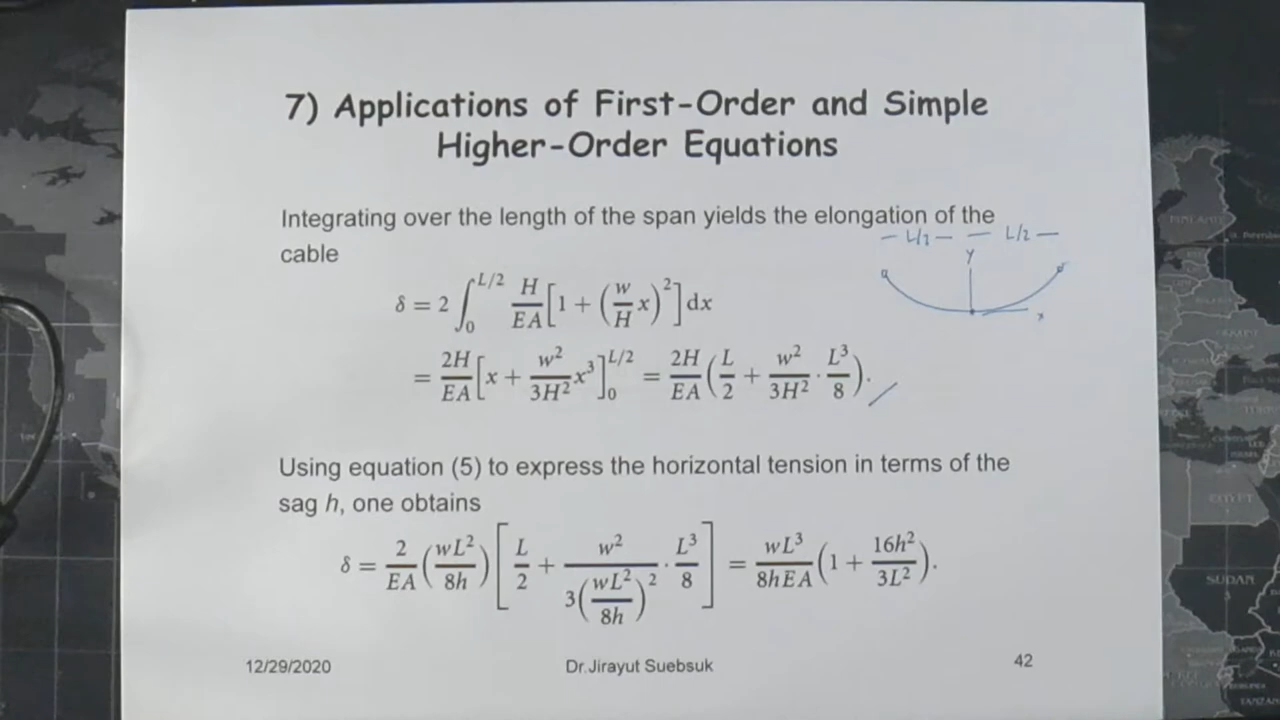 7) Applications of First-Order and Simple
Higher-Order Equations
Integrating over the length of the span yields the elongation of the
cable
— L/2 — — L/2 —
y
x
δ = 2 ∫₀^{L/2} H/EA [1 + (w/H x)²] dx
= 2H/EA [x + w²/3H² x³]₀^{L/2} = 2H/EA (L/2 + w²/3H² · L³/8).
Using equation (5) to express the horizontal tension in terms of the
sag h, one obtains
δ = 2/EA (wL²/8h) [L/2 + w²/3(wL²/8h)² · L³/8] = wL³/8hEA (1 + 16h²/3L²).
12/29/2020 Dr.Jirayut Suebsuk 42
EGYPT
SUDAN